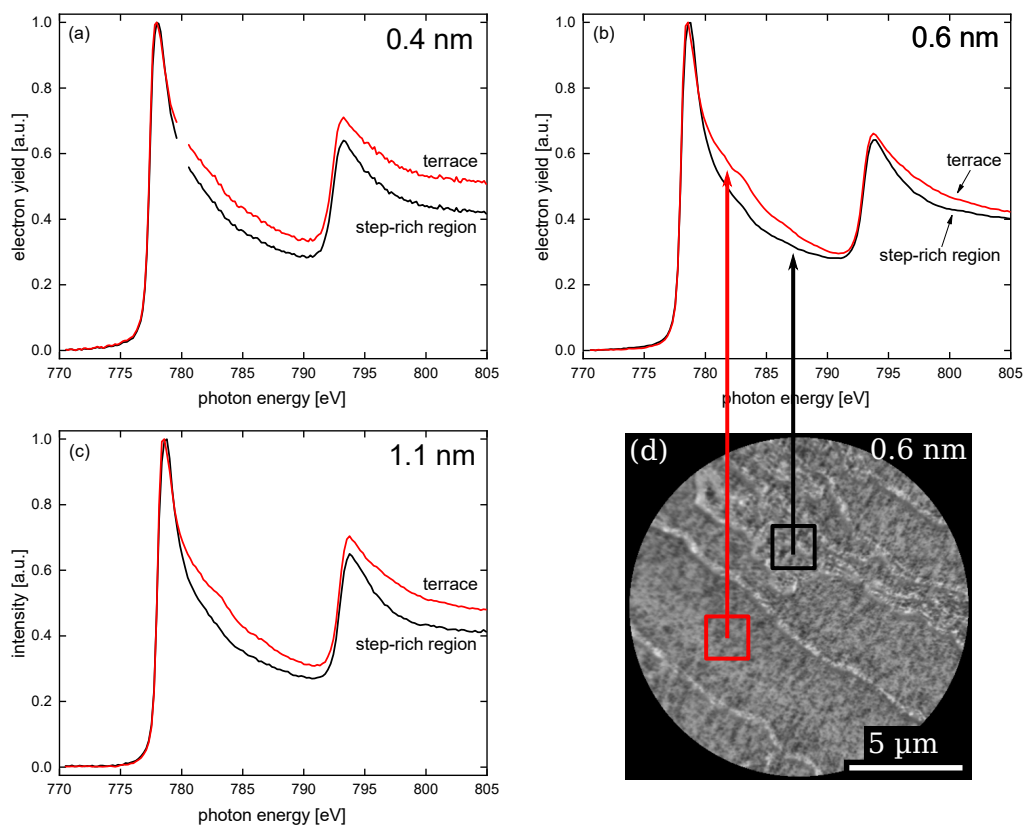 (a)
0.4 nm
1.0
0.8
0.6
0.4
0.2
0.0
electron yield [a.u.]
terrace
step-rich region
770 775 780 785 790 795 800 805
photon energy [eV]
(b)
0.6 nm
1.0
0.8
0.6
0.4
0.2
0.0
electron yield [a.u.]
terrace
step-rich region
770 775 780 785 790 795 800 805
photon energy [eV]
(c)
1.1 nm
1.0
0.8
0.6
0.4
0.2
0.0
intensity [a.u.]
terrace
step-rich region
770 775 780 785 790 795 800 805
photon energy [eV]
(d)
0.6 nm
5 µm